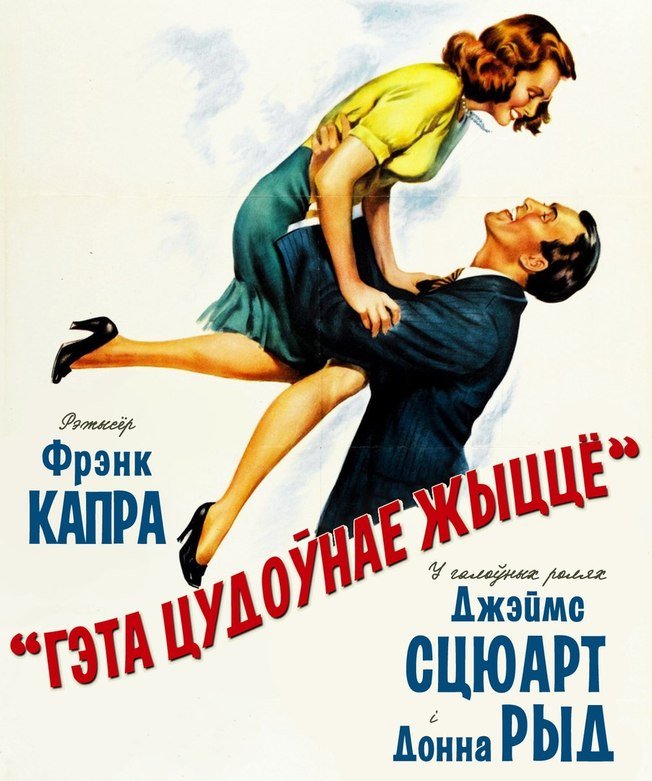 Рэжысёр
Фрэнк
КАПРА
“ГЭТА ЦУДОЎНАЕ ЖЫЦЦЁ”
У галоўных ролях
Джэймс
СЦЮАРТ
і
Донна РЫД